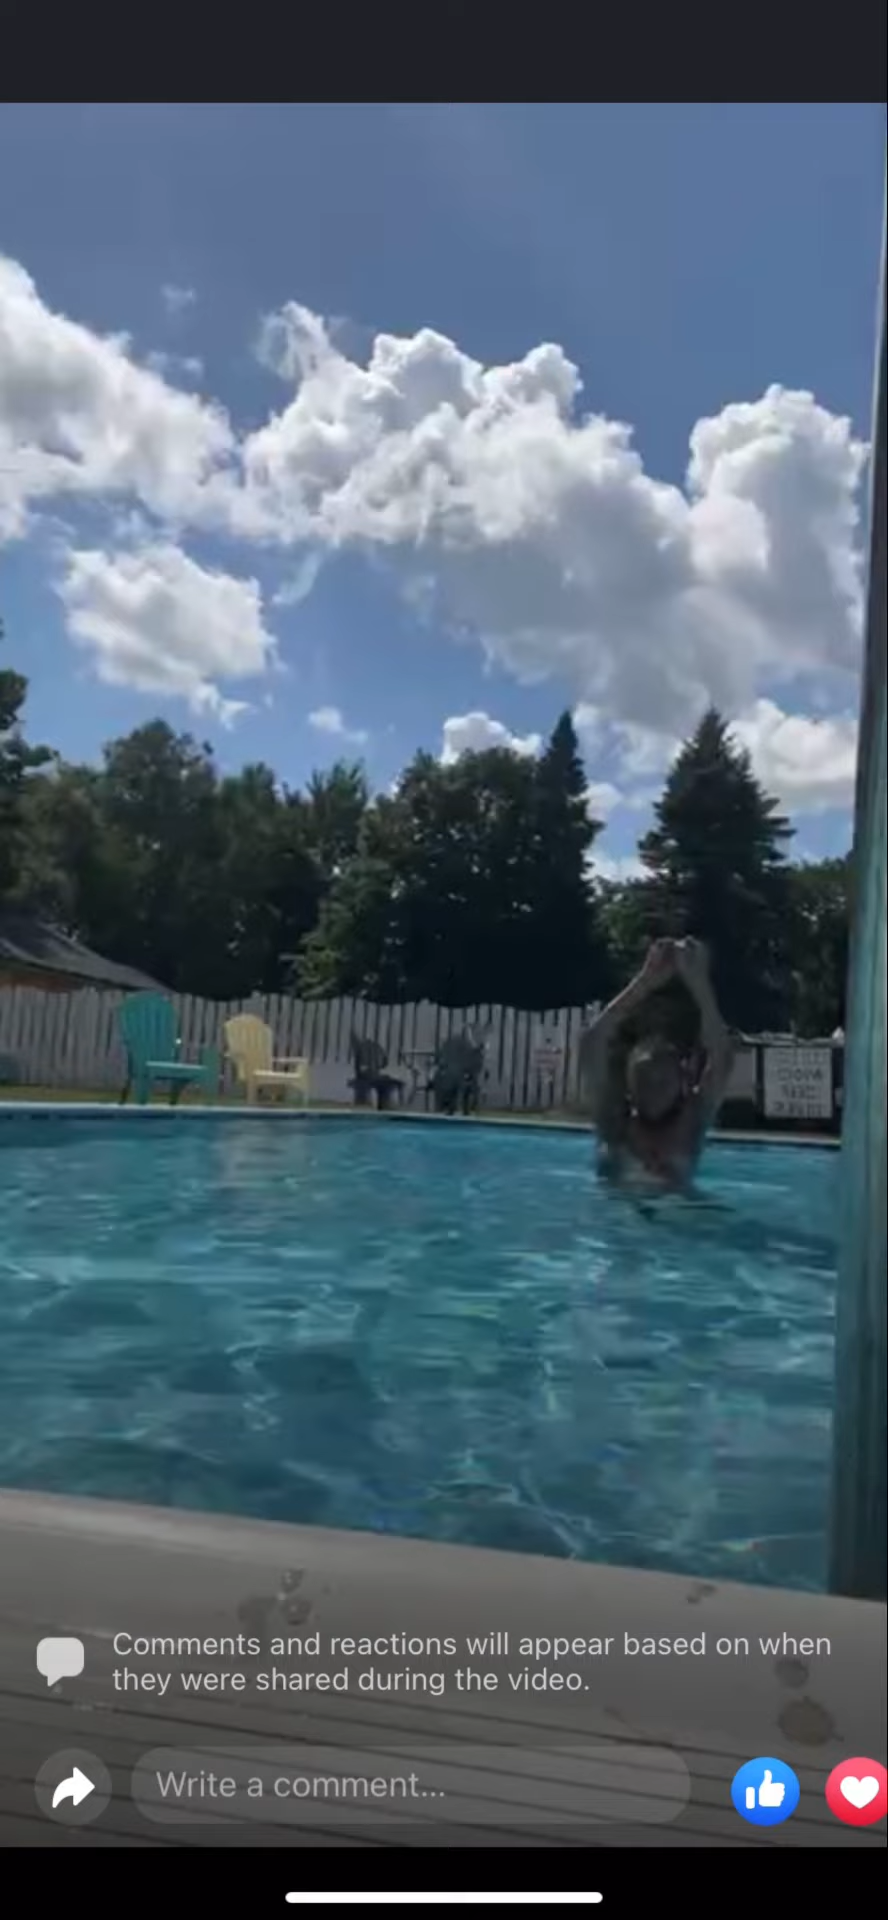 Comments and reactions will appear based on when
they were shared during the video.
Write a comment...